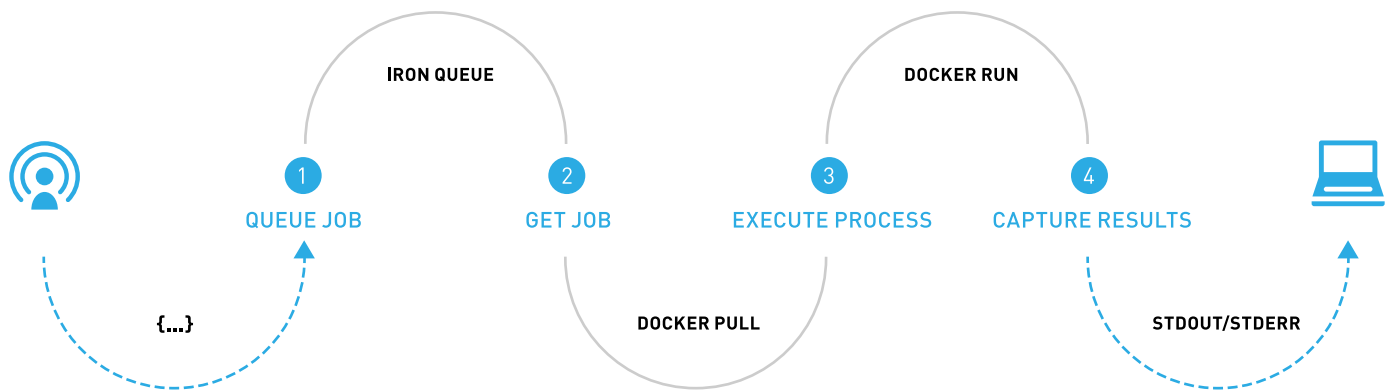 IRON QUEUE
DOCKER RUN
1
2
3
4
QUEUE JOB
GET JOB
EXECUTE PROCESS
CAPTURE RESULTS
{...}
DOCKER PULL
STDOUT/STDERR